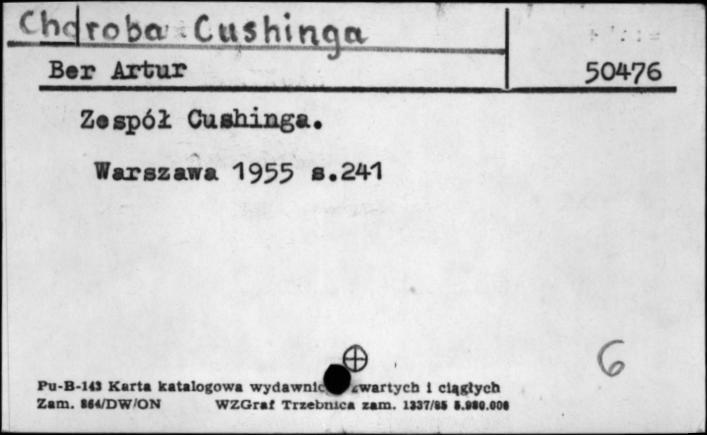 Choroba Cushinga
Ber Artur 50476
Zespół Cushinga.
Warszawa 1955 s.241
6
Pu-B-143 Karta katalogowa wydawnic zwartych i ciągłych
Zam. 864/DW/ON WZGraf Trzebnica zam. 1337/85 5.980.000